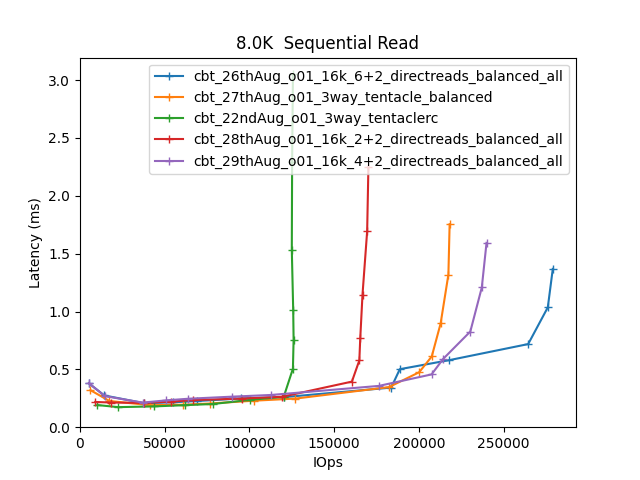 8.0K  Sequential Read
cbt_26thAug_o01_16k_6+2_directreads_balanced_all
cbt_27thAug_o01_3way_tentacle_balanced
cbt_22ndAug_o01_3way_tentaclerc
cbt_28thAug_o01_16k_2+2_directreads_balanced_all
cbt_29thAug_o01_16k_4+2_directreads_balanced_all
Latency (ms)
3.0
2.5
2.0
1.5
1.0
0.5
0.0
0 50000 100000 150000 200000 250000
IOps